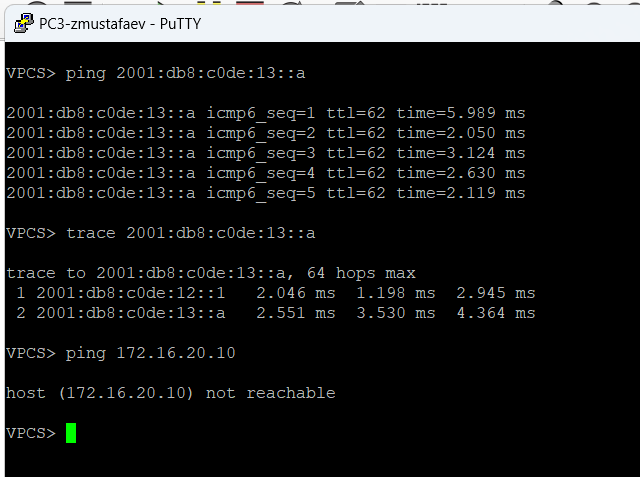 PC3-zmustafaev - PuTTY
VPCS> ping 2001:db8:c0de:13::a
2001:db8:c0de:13::a icmp6_seq=1 ttl=62 time=5.989 ms
2001:db8:c0de:13::a icmp6_seq=2 ttl=62 time=2.050 ms
2001:db8:c0de:13::a icmp6_seq=3 ttl=62 time=3.124 ms
2001:db8:c0de:13::a icmp6_seq=4 ttl=62 time=2.630 ms
2001:db8:c0de:13::a icmp6_seq=5 ttl=62 time=2.119 ms
VPCS> trace 2001:db8:c0de:13::a
trace to 2001:db8:c0de:13::a, 64 hops max
1 2001:db8:c0de:12::1   2.046 ms  1.198 ms  2.945 ms
2 2001:db8:c0de:13::a   2.551 ms  3.530 ms  4.364 ms
VPCS> ping 172.16.20.10
host (172.16.20.10) not reachable
VPCS>